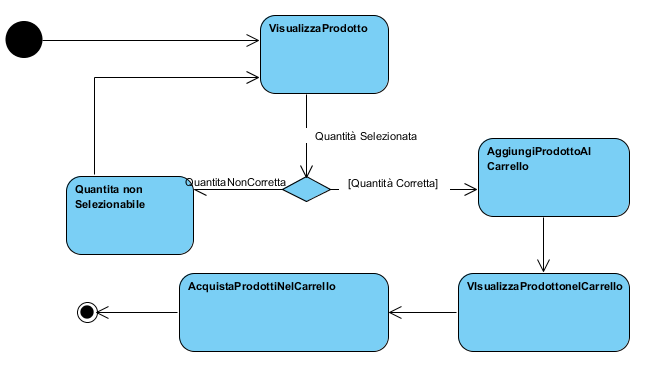 VisualizzaProdotto
Quantità Selezionata
AggiungiProdottoAl
Carrello
QuantitaNonCorretta
[Quantità Corretta]
Quantita non
Selezionabile
AcquistaProdottiNelCarrello
VIsualizzaProdottonelCarrello